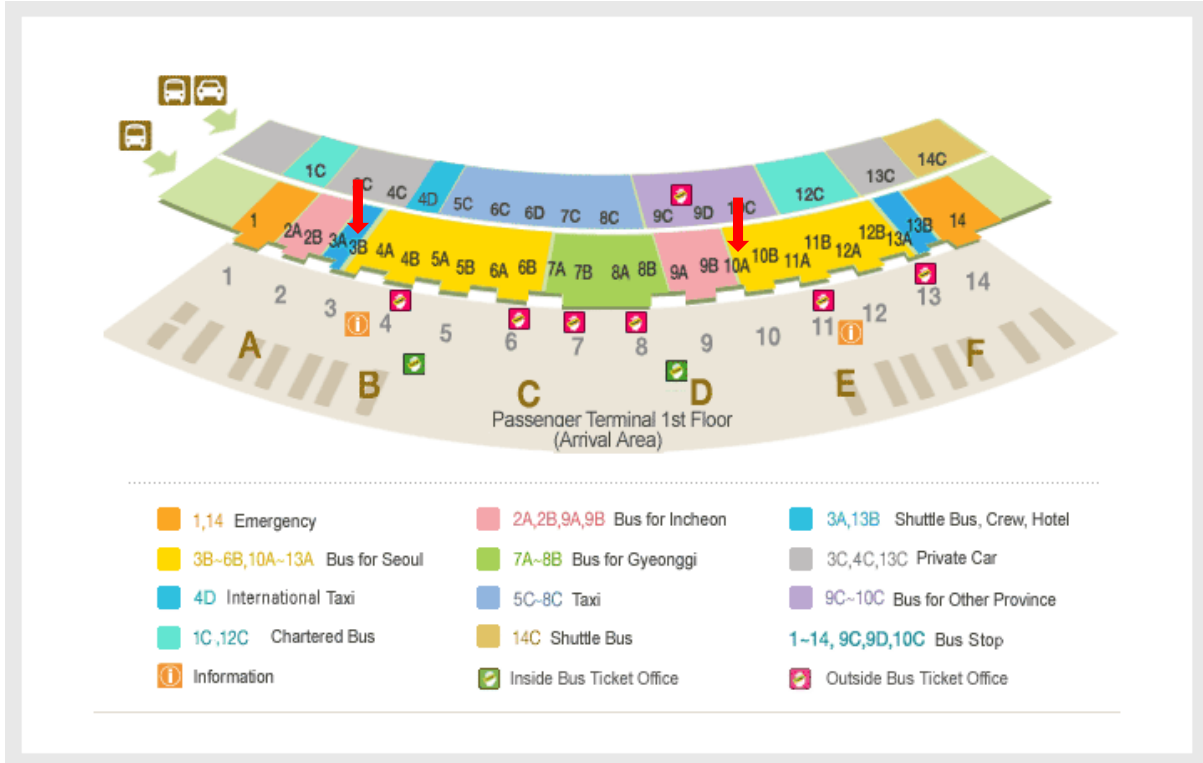 1C 4C 4D 5C 6C 6D 7C 8C 9C 9D 10C 12C 13C 14C
1 2A 2B 3A 3B 4A 4B 5A 5B 6A 6B 7A 7B 8A 8B 9A 9B 10A 10B 11A 11B 12A 12B 13A 13B 14
1 2 3 4 5 6 7 8 9 10 11 12 13 14
A B C D E F
Passenger Terminal 1st Floor
(Arrival Area)
1,14 Emergency
2A,2B,9A,9B Bus for Incheon
3A,13B Shuttle Bus, Crew, Hotel
3B~6B,10A~13A Bus for Seoul
7A~8B Bus for Gyeonggi
3C,4C,13C Private Car
4D International Taxi
5C~8C Taxi
9C~10C Bus for Other Province
1C ,12C Chartered Bus
14C Shuttle Bus
1~14, 9C,9D,10C Bus Stop
Information
Inside Bus Ticket Office
Outside Bus Ticket Office